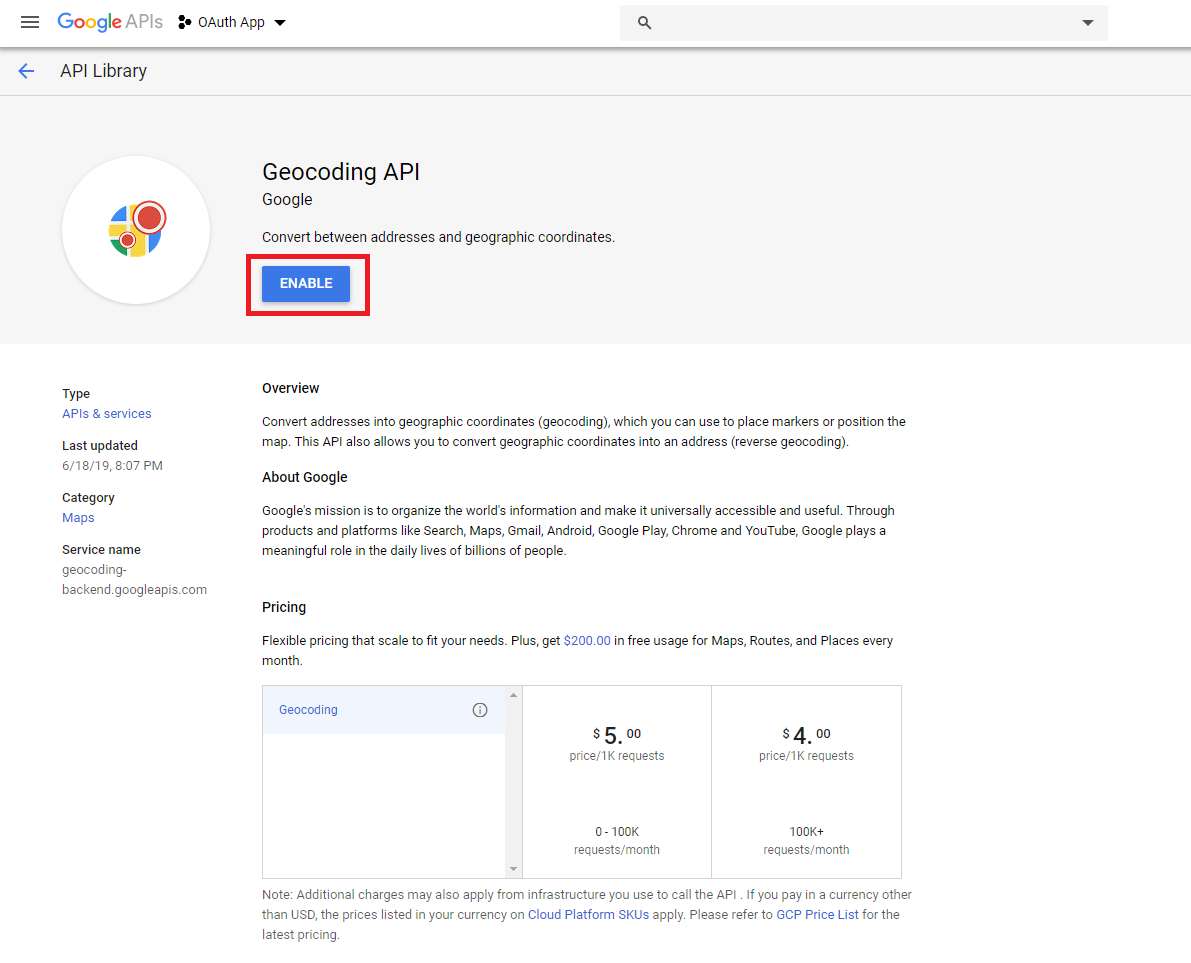 Google APIs OAuth App
API Library
Geocoding API
Google
Convert between addresses and geographic coordinates.
ENABLE
Type
APIs & services
Last updated
6/18/19, 8:07 PM
Category
Maps
Service name
geocoding-
backend.googleapis.com
Overview
Convert addresses into geographic coordinates (geocoding), which you can use to place markers or position the
map. This API also allows you to convert geographic coordinates into an address (reverse geocoding).
About Google
Google's mission is to organize the world's information and make it universally accessible and useful. Through
products and platforms like Search, Maps, Gmail, Android, Google Play, Chrome and YouTube, Google plays a
meaningful role in the daily lives of billions of people.
Pricing
Flexible pricing that scale to fit your needs. Plus, get $200.00 in free usage for Maps, Routes, and Places every
month.
Geocoding
$ 5. 00
price/1K requests
0 - 100K
requests/month
$ 4. 00
price/1K requests
100K+
requests/month
Note: Additional charges may also apply from infrastructure you use to call the API . If you pay in a currency other
than USD, the prices listed in your currency on Cloud Platform SKUs apply. Please refer to GCP Price List for the
latest pricing.